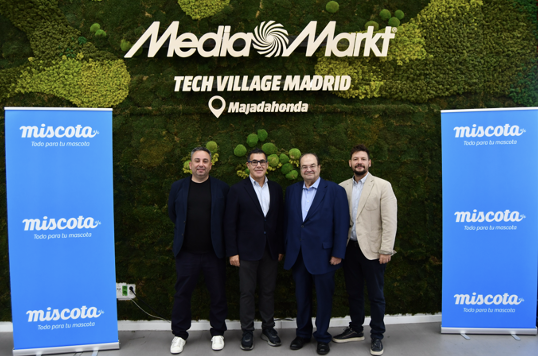 MediaMarkt
TECH VILLAGE MADRID
Majadahonda
miscota
Todo para tu mascota
miscota
Todo para tu mascota
miscota
Todo para tu mascota
miscota
Todo para tu mascota
miscota
Todo para tu mascota
miscota
Todo para tu mascota